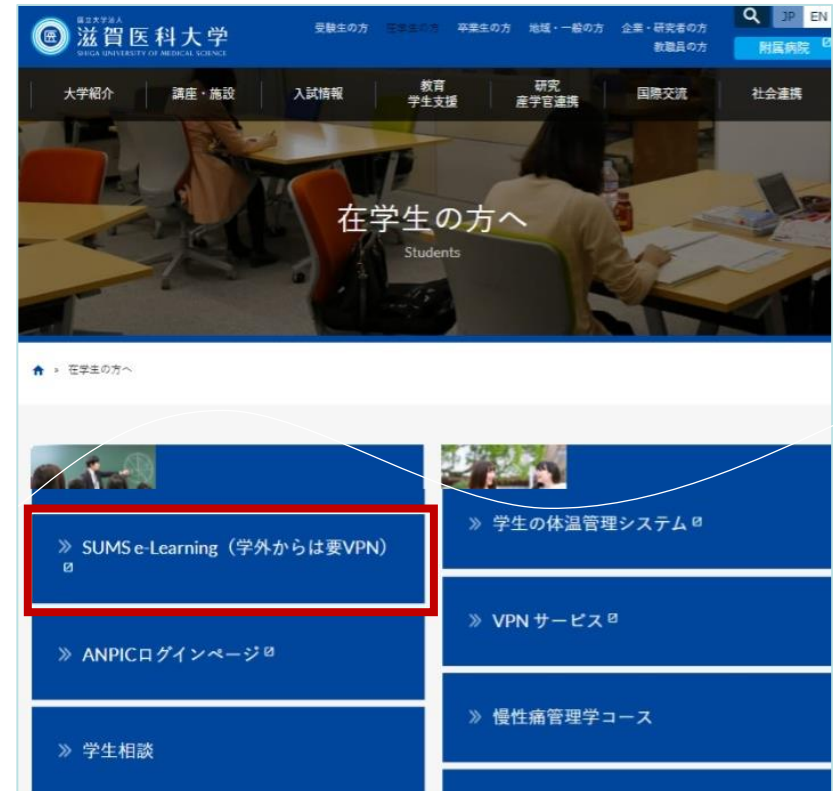 国立大学法人
滋賀医科大学
SHIGA UNIVERSITY OF MEDICAL SCIENCE
受験生の方 在学生の方 卒業生の方 地域・一般の方 企業・研究者の方
教職員の方
JP EN
附属病院
大学紹介
講座・施設
入試情報
教育
学生支援
研究
産学官連携
国際交流
社会連携
在学生の方へ
Students
» 在学生の方へ
» SUMS e-Learning（学外からは要VPN）
» ANPICログインページ
» 学生相談
» 学生の体温管理システム
» VPN サービス
» 慢性痛管理学コース